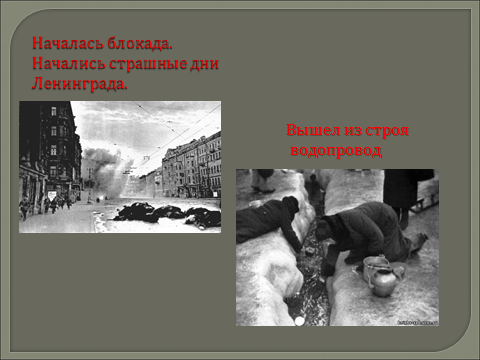 Началась блокада.
Начались страшные дни
Ленинграда.
Вышел из строя
водопровод